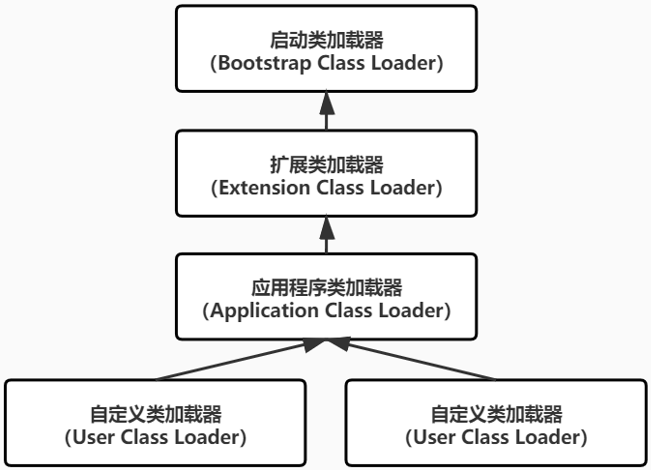 启动类加载器
（Bootstrap Class Loader）
扩展类加载器
（Extension Class Loader）
应用程序类加载器
（Application Class Loader）
自定义类加载器
（User Class Loader）
自定义类加载器
（User Class Loader）